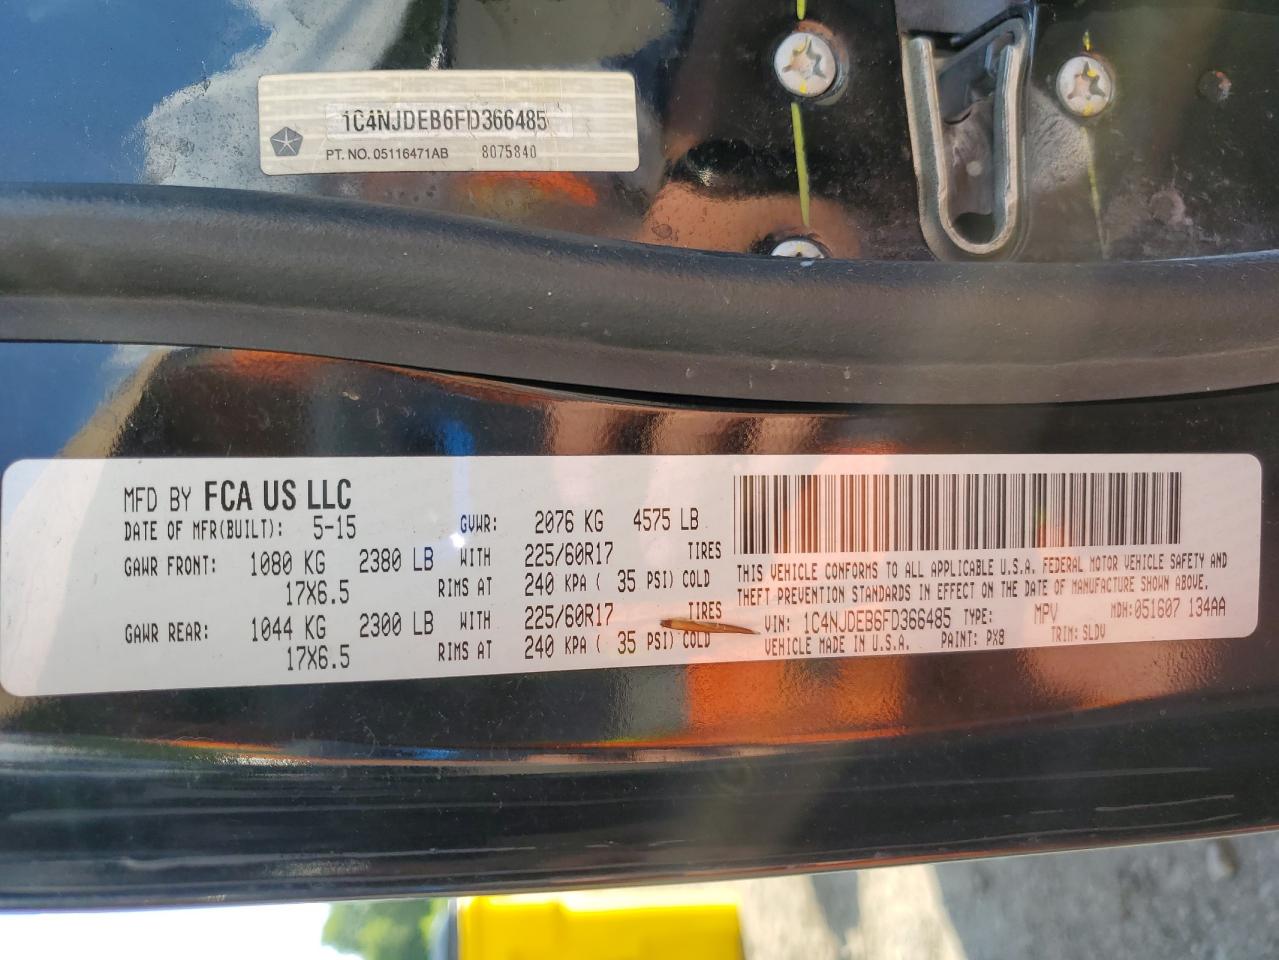 1C4NJDEB6FD366485
PT. NO. 05116471AB 8075840
MFD BY FCA US LLC
DATE OF MFR(BUILT): 5-15 GVWR: 2076 KG 4575 LB
GAWR FRONT: 1080 KG 2380 LB WITH 225/60R17 TIRES
17X6.5 RIMS AT 240 KPA ( 35 PSI) COLD
GAWR REAR: 1044 KG 2300 LB WITH 225/60R17 TIRES
17X6.5 RIMS AT 240 KPA ( 35 PSI) COLD
THIS VEHICLE CONFORMS TO ALL APPLICABLE U.S.A. FEDERAL MOTOR VEHICLE SAFETY AND
THEFT PREVENTION STANDARDS IN EFFECT ON THE DATE OF MANUFACTURE SHOWN ABOVE.
VIN: 1C4NJDEB6FD366485 TYPE: MPV MDH: 051607 134AA
VEHICLE MADE IN U.S.A. PAINT: PX8 TRIM: SLDV